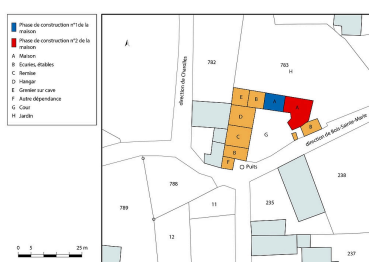 Phase de construction n°1 de la
maison
Phase de construction n°2 de la
maison
A Maison
B Ecuries, étables
C Remise
D Hangar
E Grenier sur cave
F Autre dépendance
G Cour
H Jardin
782
783
H
direction de Charolles
E
B
A
A
D
B
C
G
direction de Bois-Sainte-Marie
B
F
Puits
238
786
789
11
235
12
237
0 5 25 m